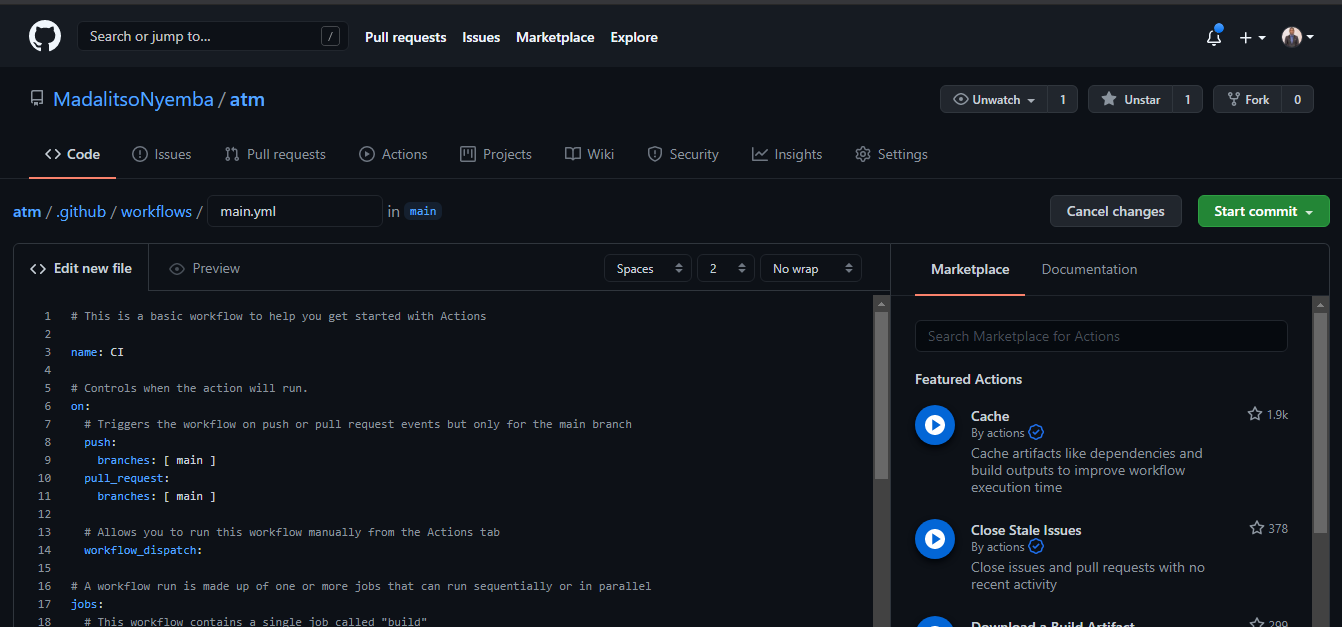 Search or jump to... /
Pull requests Issues Marketplace Explore
MadalitsoNyemba / atm
Unwatch 1 Unstar 1 Fork 0
Code Issues Pull requests Actions Projects Wiki Security Insights Settings
atm / .github / workflows / main.yml in main
Cancel changes Start commit
Edit new file Preview
Spaces 2 No wrap
1 # This is a basic workflow to help you get started with Actions
2
3 name: CI
4
5 # Controls when the action will run.
6 on:
7 # Triggers the workflow on push or pull request events but only for the main branch
8 push:
9 branches: [ main ]
10 pull_request:
11 branches: [ main ]
12
13 # Allows you to run this workflow manually from the Actions tab
14 workflow_dispatch:
15
16 # A workflow run is made up of one or more jobs that can run sequentially or in parallel
17 jobs:
18 # This workflow contains a single job called "build"
Marketplace Documentation
Search Marketplace for Actions
Featured Actions
Cache 1.9k
By actions
Cache artifacts like dependencies and
build outputs to improve workflow
execution time
Close Stale Issues 378
By actions
Close issues and pull requests with no
recent activity
Download a Build Artifact 299